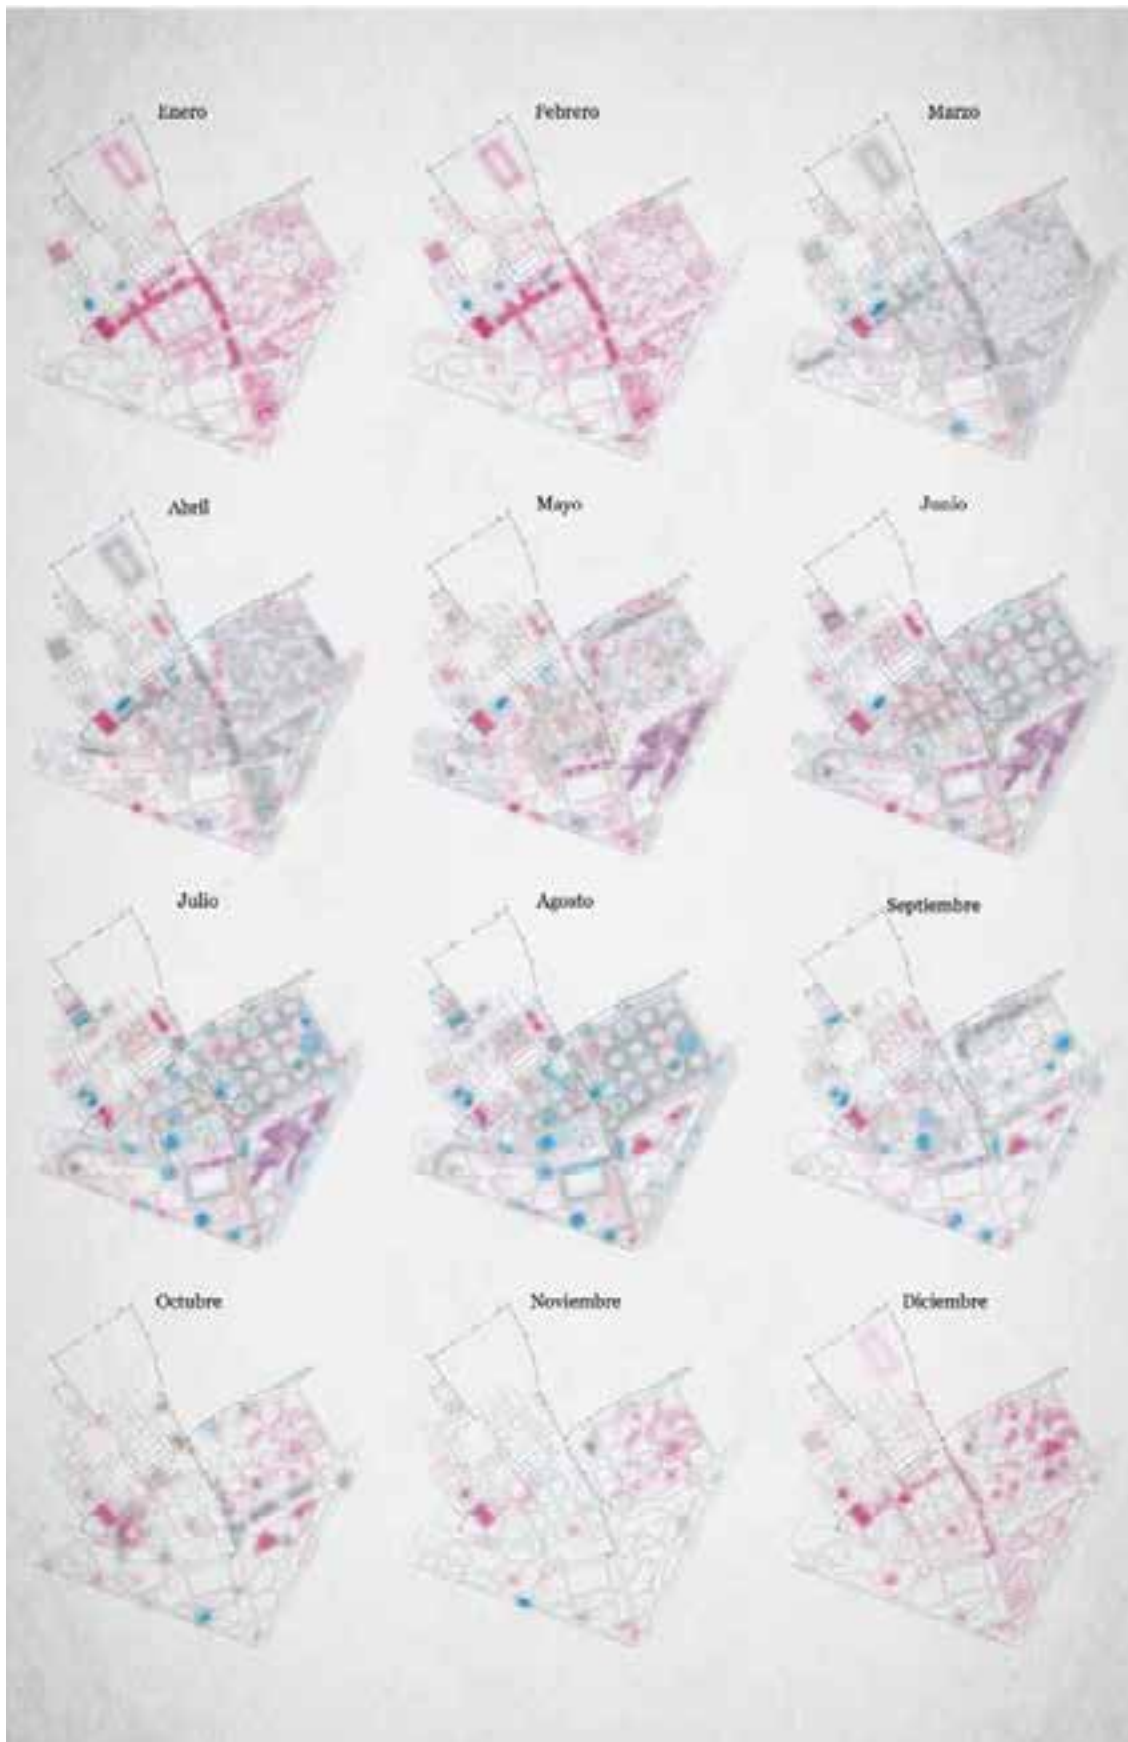 Enero
Febrero
Marzo
Abril
Mayo
Junio
Julio
Agosto
Septiembre
Octubre
Noviembre
Diciembre